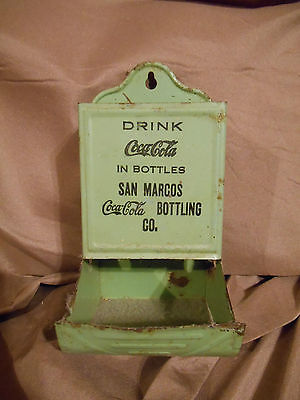 DRINK
Coca-Cola
IN BOTTLES
SAN MARCOS
Coca-Cola BOTTLING
CO.